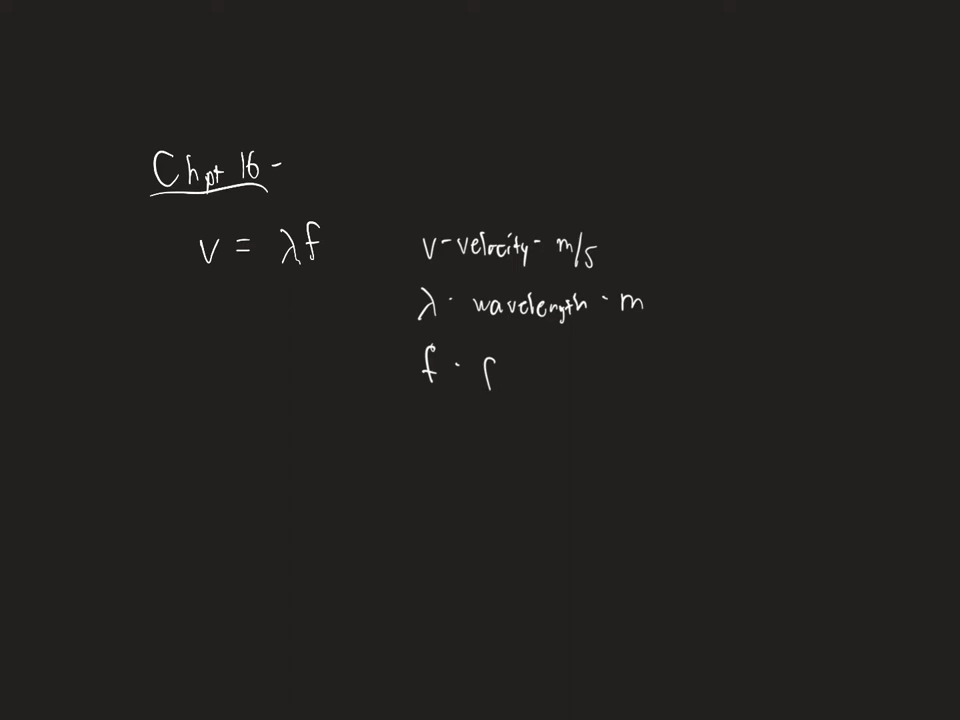 Chpt 16 -
v = λf
v - velocity - m/s
λ - wavelength - m
f - f